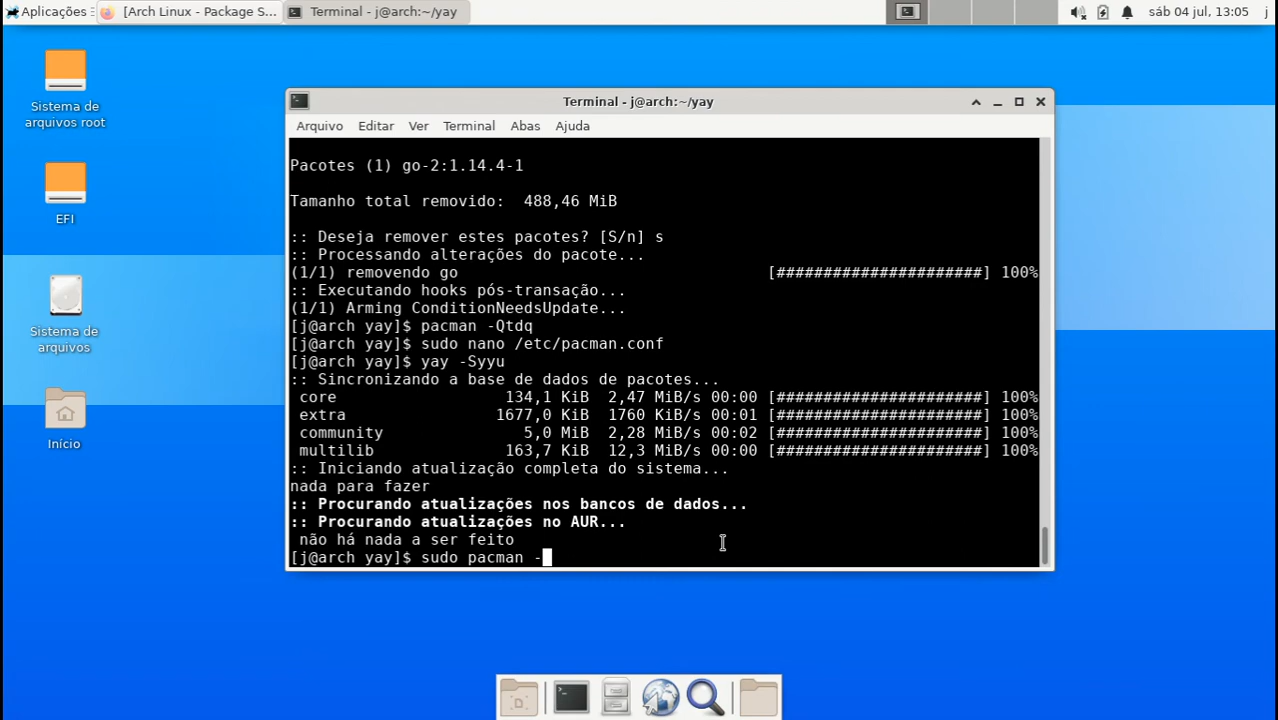 Aplicações
[Arch Linux - Package S...
Terminal - j@arch:~/yay
sáb 04 jul, 13:05
j
Sistema de
arquivos root
EFI
Sistema de
arquivos
Início
Terminal - j@arch:~/yay
Arquivo Editar Ver Terminal Abas Ajuda
Pacotes (1) go-2:1.14.4-1
Tamanho total removido:  488,46 MiB
:: Deseja remover estes pacotes? [S/n] s
:: Processando alterações do pacote...
(1/1) removendo go [######################] 100%
:: Executando hooks pós-transação...
(1/1) Arming ConditionNeedsUpdate...
[j@arch yay]$ pacman -Qtdq
[j@arch yay]$ sudo nano /etc/pacman.conf
[j@arch yay]$ yay -Syyu
:: Sincronizando a base de dados de pacotes...
core 134,1 KiB 2,47 MiB/s 00:00 [######################] 100%
extra 1677,0 KiB 1760 KiB/s 00:01 [######################] 100%
community 5,0 MiB 2,28 MiB/s 00:02 [######################] 100%
multilib 163,7 KiB 12,3 MiB/s 00:00 [######################] 100%
:: Iniciando atualização completa do sistema...
nada para fazer
:: Procurando atualizações nos bancos de dados...
:: Procurando atualizações no AUR...
não há nada a ser feito
[j@arch yay]$ sudo pacman -